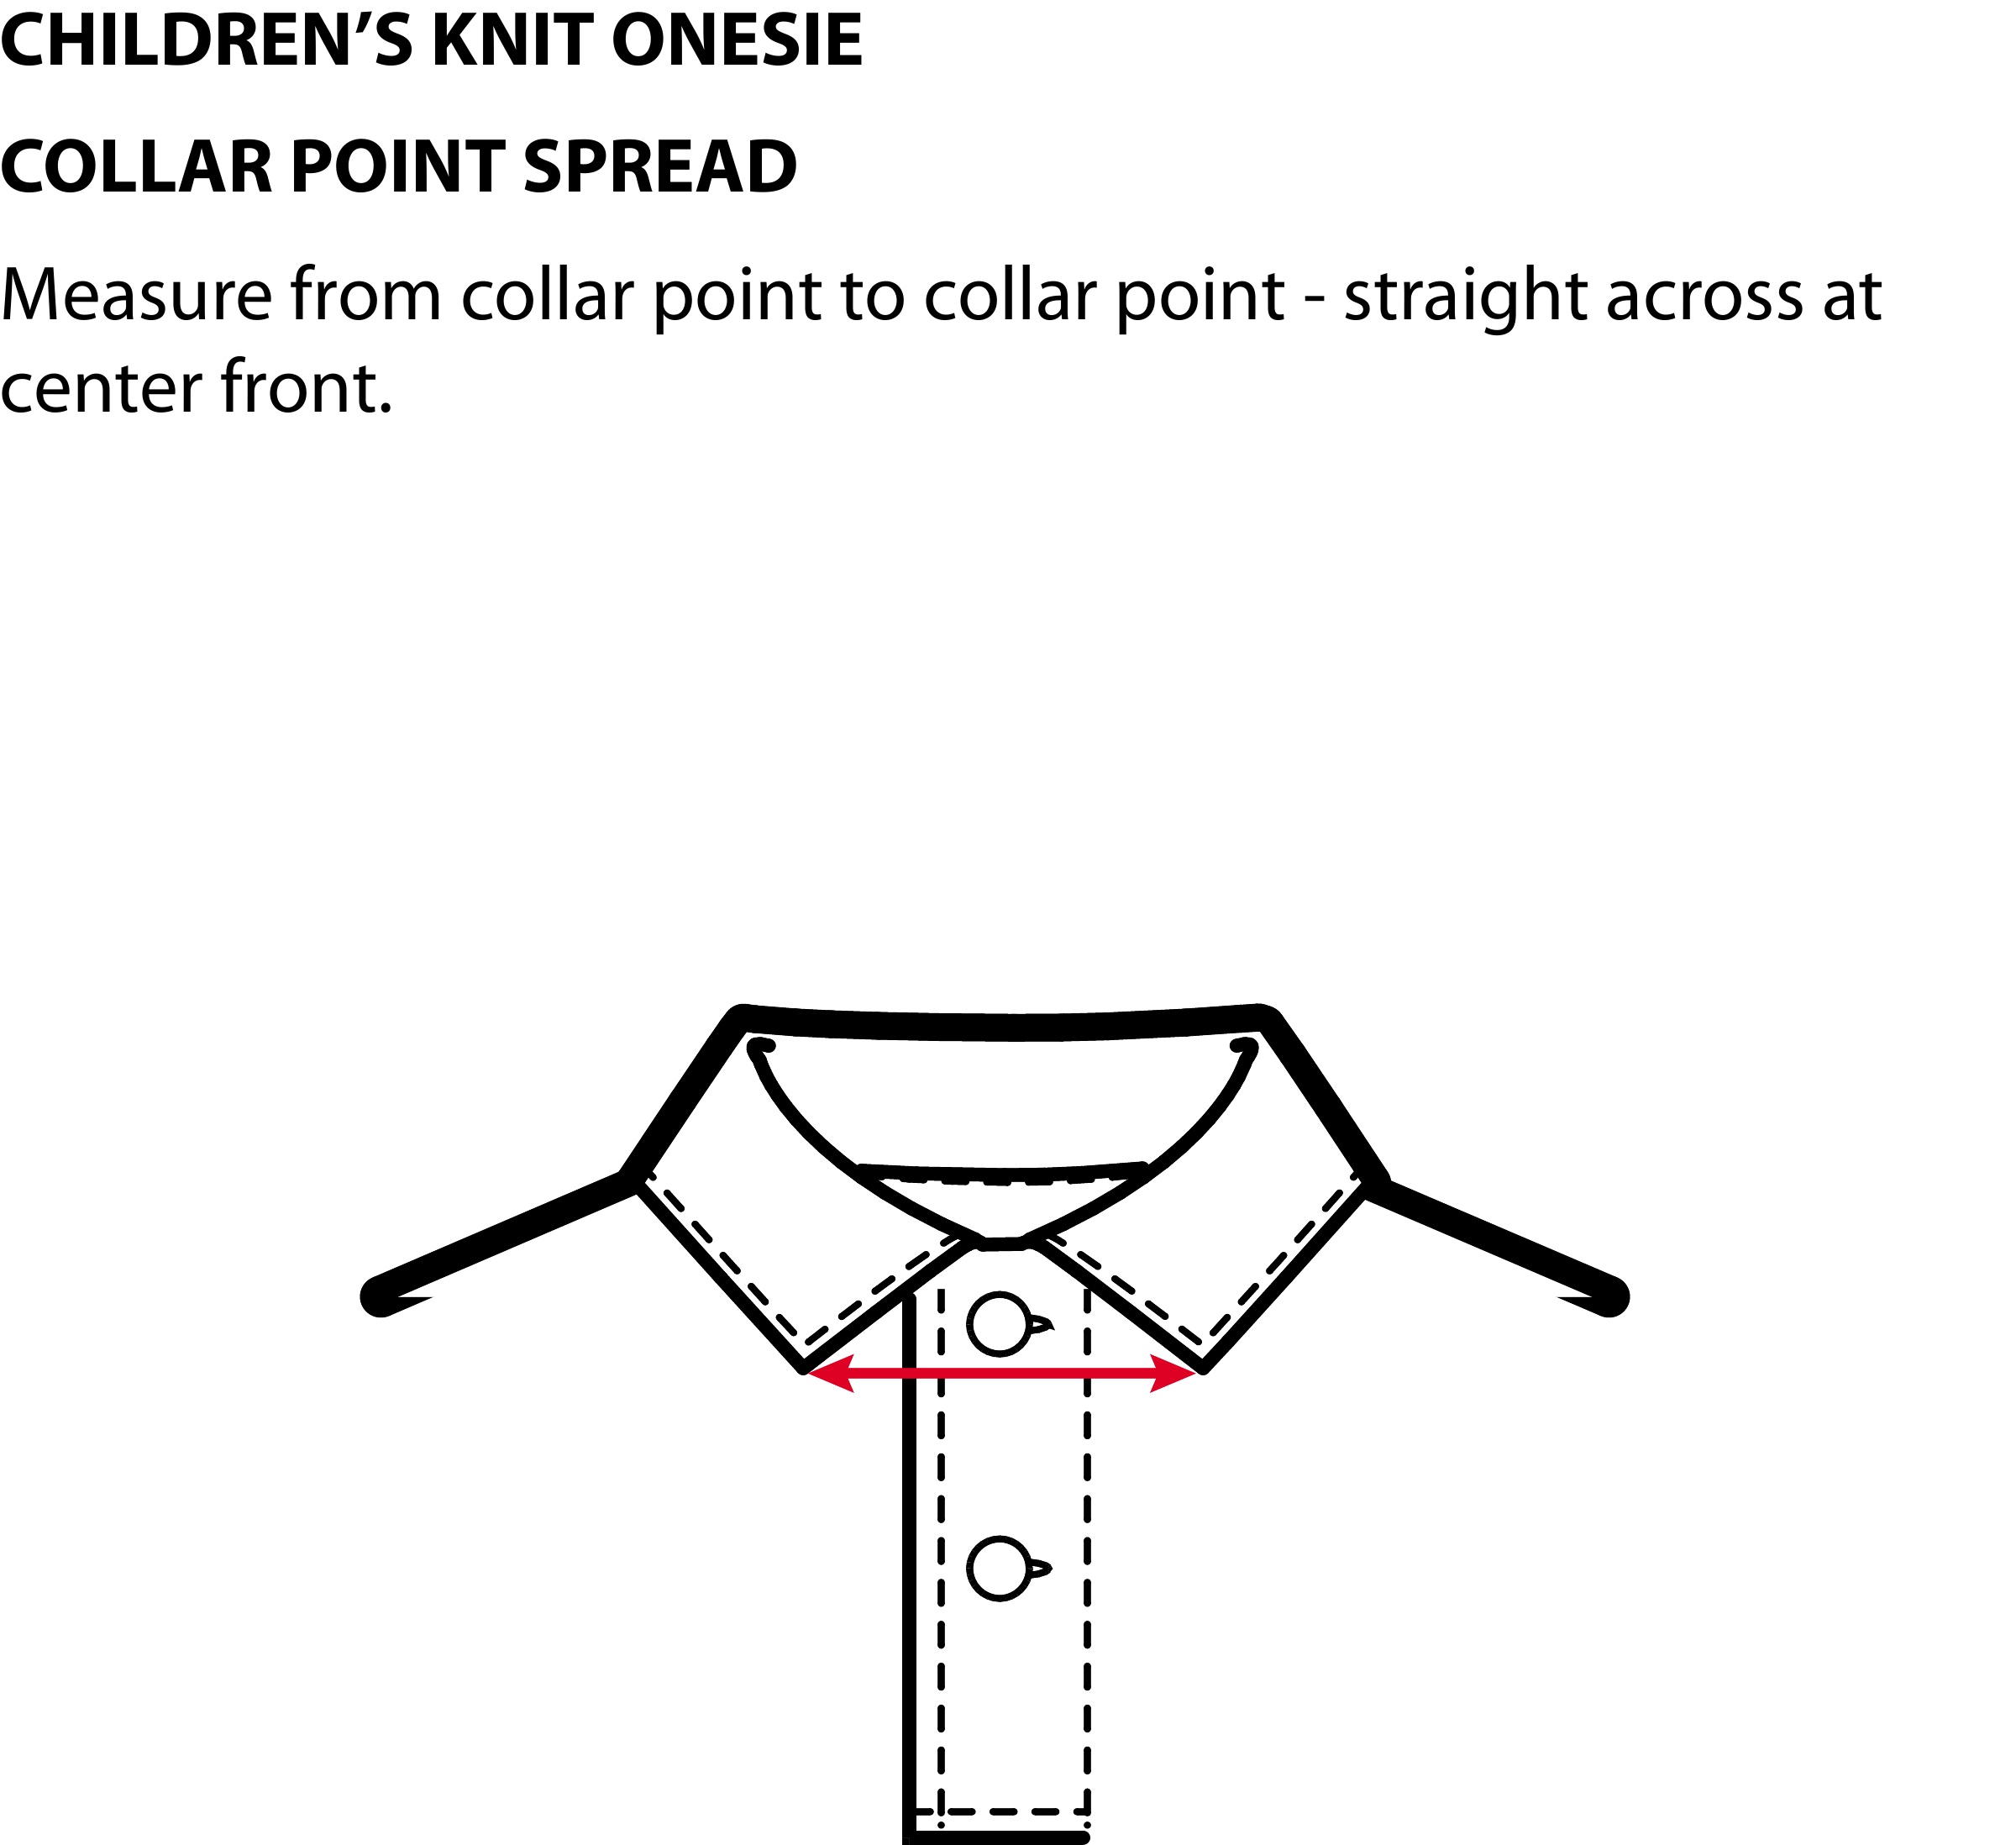 CHILDREN‘S KNIT ONESIE
COLLAR POINT SPREAD
Measure from collar point to collar point - straight across at
center front.